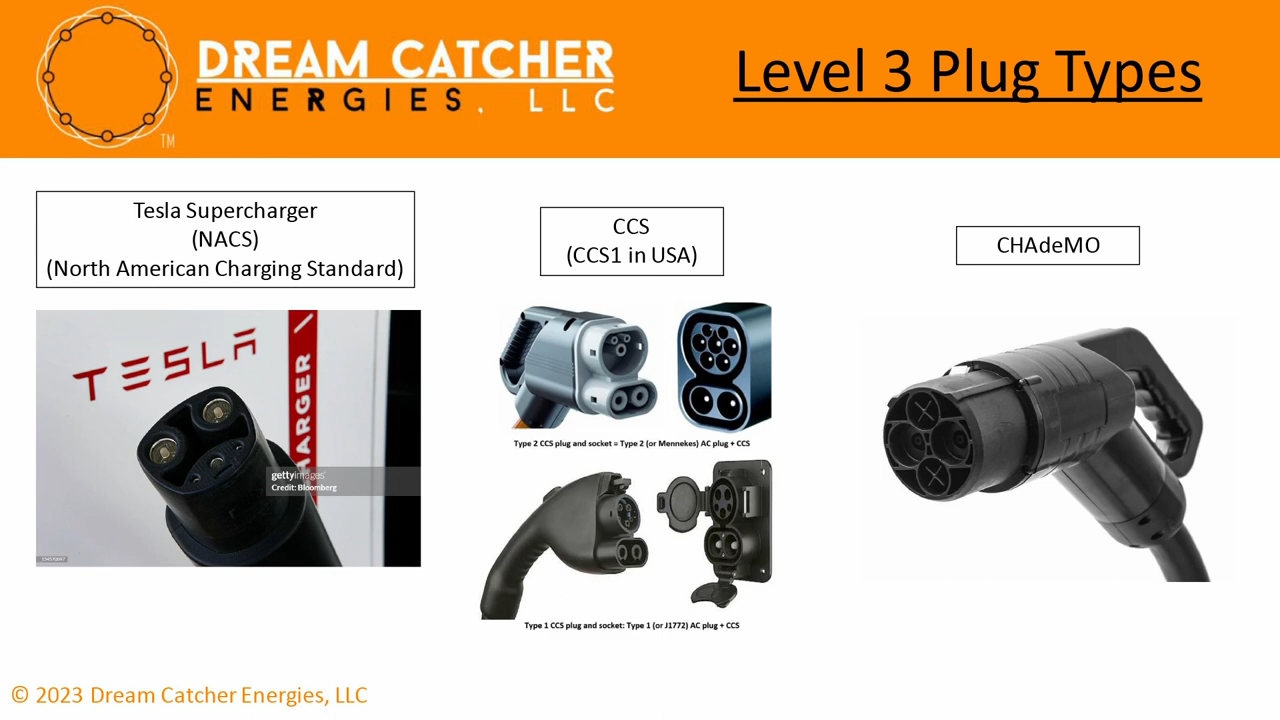 DREAM CATCHER
ENERGIES, LLC
TM
Level 3 Plug Types
Tesla Supercharger
(NACS)
(North American Charging Standard)
CCS
(CCS1 in USA)
CHAdeMO
TESLA
HARGER
gettyimages
Credit: Bloomberg
Type 2 CCS plug and socket = Type 2 (or Mennekes) AC plug + CCS
Type 1 CCS plug and socket: Type 1 (or J1772) AC plug + CCS
© 2023 Dream Catcher Energies, LLC